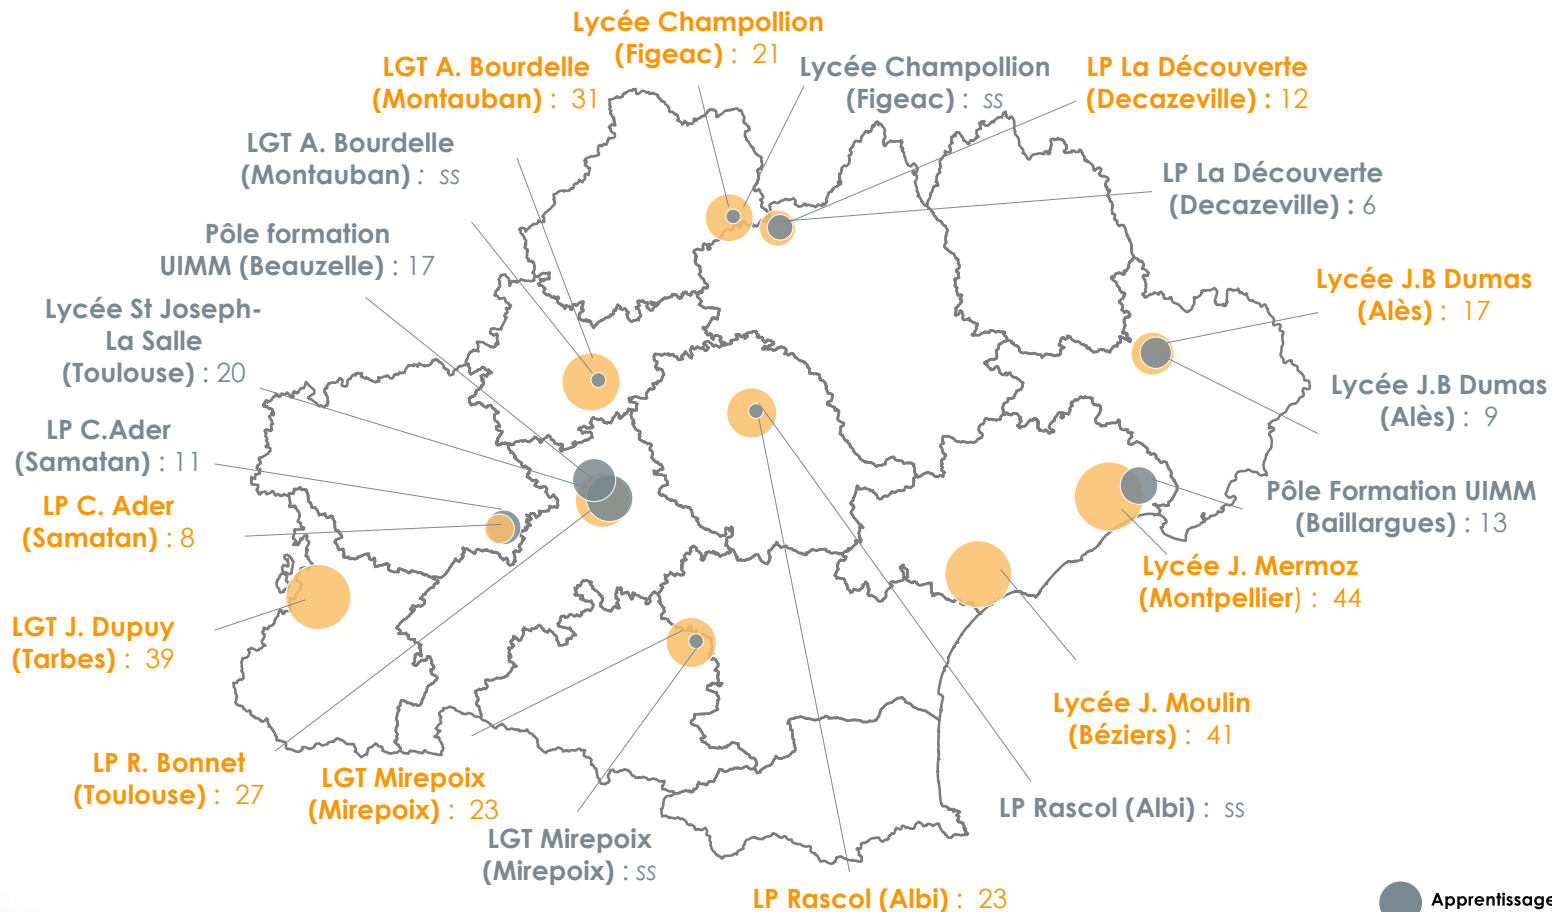 Lycée Champollion
(Figeac) : 21
LGT A. Bourdelle
(Montauban) : 31
Lycée Champollion
(Figeac) : ss
LP La Découverte
(Decazeville) : 12
LGT A. Bourdelle
(Montauban) : ss
LP La Découverte
(Decazeville) : 6
Pôle formation
UIMM (Beauzelle) : 17
Lycée J.B Dumas
(Alès) : 17
Lycée St Joseph-
La Salle
(Toulouse) : 20
Lycée J.B Dumas
(Alès) : 9
LP C.Ader
(Samatan) : 11
Pôle Formation UIMM
(Baillargues) : 13
LP C. Ader
(Samatan) : 8
Lycée J. Mermoz
(Montpellier) : 44
LGT J. Dupuy
(Tarbes) : 39
Lycée J. Moulin
(Béziers) : 41
LP R. Bonnet
(Toulouse) : 27
LGT Mirepoix
(Mirepoix) : 23
LP Rascol (Albi) : ss
LGT Mirepoix
(Mirepoix) : ss
LP Rascol (Albi) : 23
Apprentissage